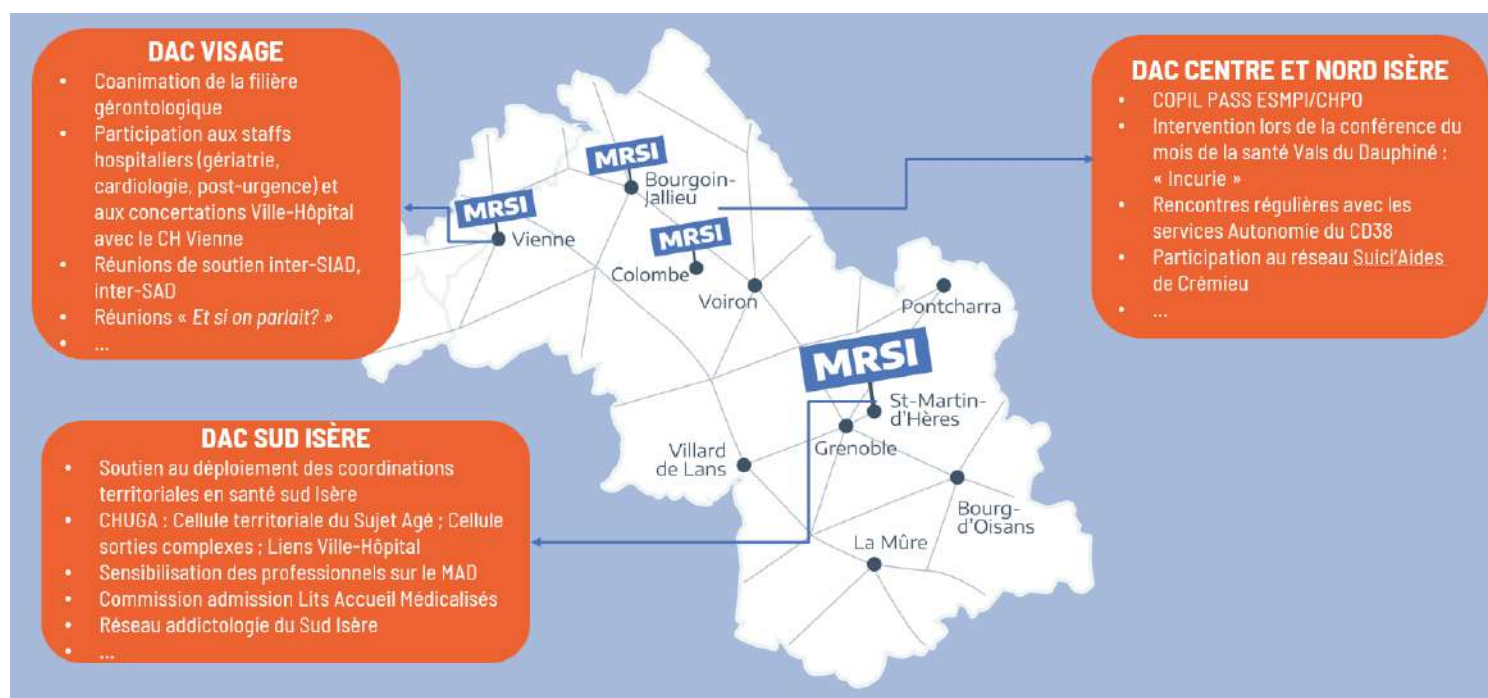 DAC VISAGE
• Coanimation de la filière
gérontologique
• Participation aux staffs
hospitaliers (gériatrie,
cardiologie, post-urgence) et
aux concertations Ville-Hôpital
avec le CH Vienne
• Réunions de soutien inter-SIAD,
inter-SAD
• Réunions « Et si on parlait? »
• ...
DAC CENTRE ET NORD ISÈRE
• COPIL PASS ESMPI/CHPO
• Intervention lors de la conférence du
mois de la santé Vals du Dauphiné :
« Incurie »
• Rencontres régulières avec les
services Autonomie du CD38
• Participation au réseau Suici'Aides
de Crémieu
• ...
MRSI
Bourgoin-
Jallieu
MRSI
Vienne
MRSI
Colombe
Voiron
Pontcharra
MRSI
St-Martin-
d'Hères
Grenoble
Villard
de Lans
Bourg-
d'Oisans
La Mûre
DAC SUD ISÈRE
• Soutien au déploiement des coordinations
territoriales en santé sud Isère
• CHUGA : Cellule territoriale du Sujet Agé ; Cellule
sorties complexes ; Liens Ville-Hôpital
• Sensibilisation des professionnels sur le MAD
• Commission admission Lits Accueil Médicalisés
• Réseau addictologie du Sud Isère
• ...